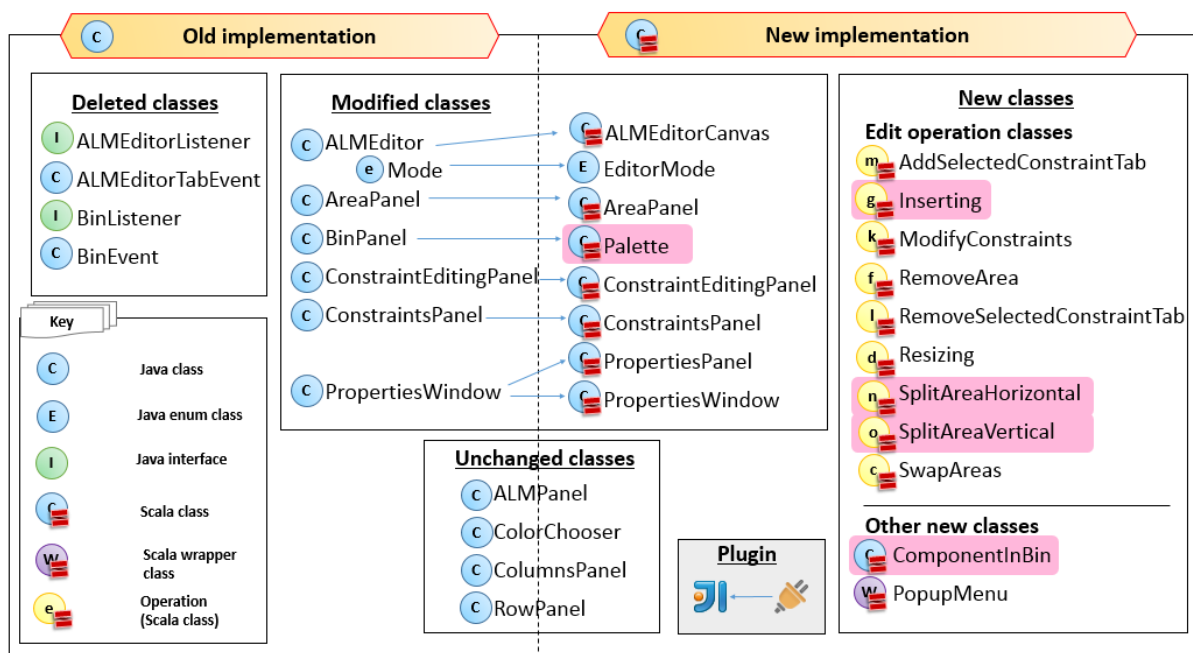 C Old implementation
C New implementation
Deleted classes
I ALMEditorListener
C ALMEditorTabEvent
I BinListener
C BinEvent
Key
C Java class
E Java enum class
I Java interface
C Scala class
W Scala wrapper
class
e Operation
(Scala class)
Modified classes
C ALMEditor
C ALMEditorCanvas
e Mode
E EditorMode
C AreaPanel
C AreaPanel
C BinPanel
C Palette
C ConstraintEditingPanel
C ConstraintEditingPanel
C ConstraintsPanel
C ConstraintsPanel
C PropertiesPanel
C PropertiesWindow
C PropertiesWindow
Unchanged classes
C ALMPanel
C ColorChooser
C ColumnsPanel
C RowPanel
Plugin
New classes
Edit operation classes
m AddSelectedConstraintTab
g Inserting
k ModifyConstraints
f RemoveArea
l RemoveSelectedConstraintTab
d Resizing
n SplitAreaHorizontal
o SplitAreaVertical
c SwapAreas
Other new classes
C ComponentInBin
W PopupMenu